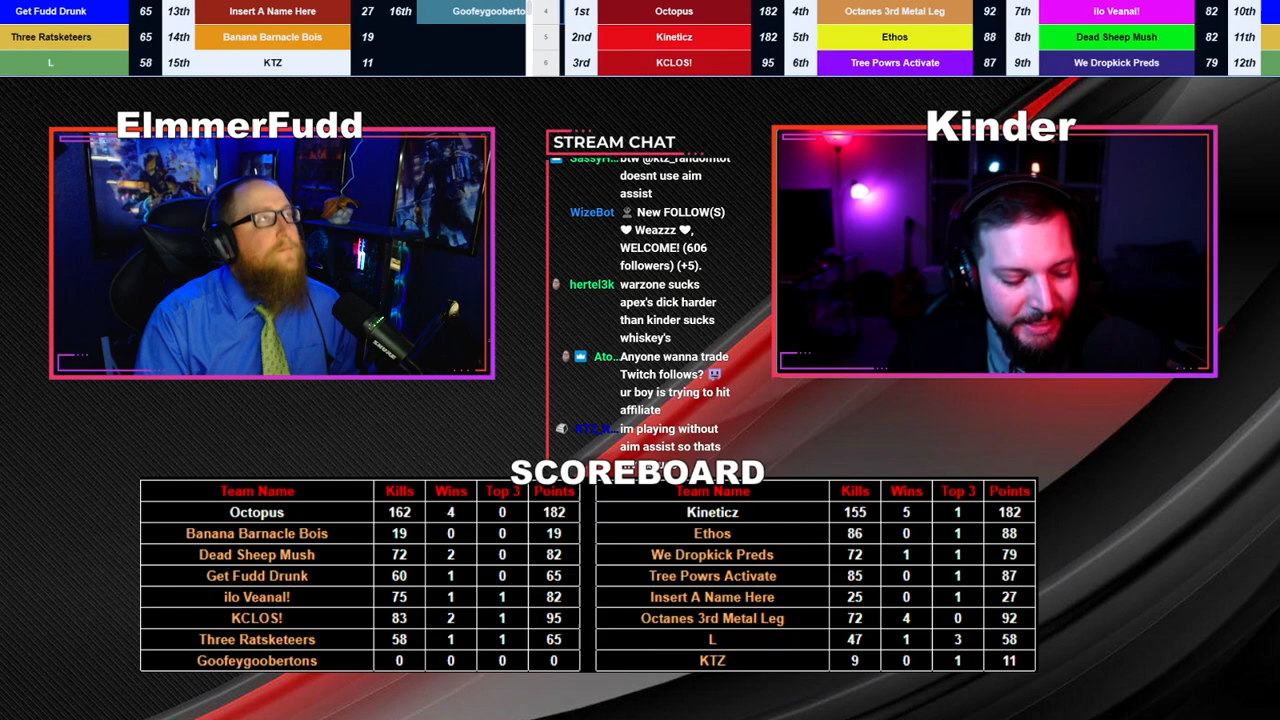 Get Fudd Drunk 65 13th Insert A Name Here 27 16th Goofeygooberto 4 1st Octopus 182 4th Octanes 3rd Metal Leg 92 7th ilo Veanal! 82 10th
Three Ratsketeers 65 14th Banana Barnacle Bois 19 5 2nd Kineticz 182 5th Ethos 88 8th Dead Sheep Mush 82 11th
L 58 15th KTZ 11 6 3rd KCLOS! 95 6th Tree Powrs Activate 87 9th We Dropkick Preds 79 12th
ElmmerFudd
Kinder
STREAM CHAT
SassyH... btw @ktz_randomtot
doesnt use aim
assist
WizeBot New FOLLOW(S)
Weazzz ,
WELCOME! (606
followers) (+5).
hertel3k warzone sucks
apex's dick harder
than kinder sucks
whiskey's
Ato... Anyone wanna trade
Twitch follows?
ur boy is trying to hit
affiliate
KTZ_R... im playing without
aim assist so thats
SHURE
SCOREBOARD
Team Name Kills Wins Top 3 Points
Octopus 162 4 0 182
Banana Barnacle Bois 19 0 0 19
Dead Sheep Mush 72 2 0 82
Get Fudd Drunk 60 1 0 65
ilo Veanal! 75 1 1 82
KCLOS! 83 2 1 95
Three Ratsketeers 58 1 1 65
Goofeygoobertons 0 0 0 0
Team Name Kills Wins Top 3 Points
Kineticz 155 5 1 182
Ethos 86 0 1 88
We Dropkick Preds 72 1 1 79
Tree Powrs Activate 85 0 1 87
Insert A Name Here 25 0 1 27
Octanes 3rd Metal Leg 72 4 0 92
L 47 1 3 58
KTZ 9 0 1 11